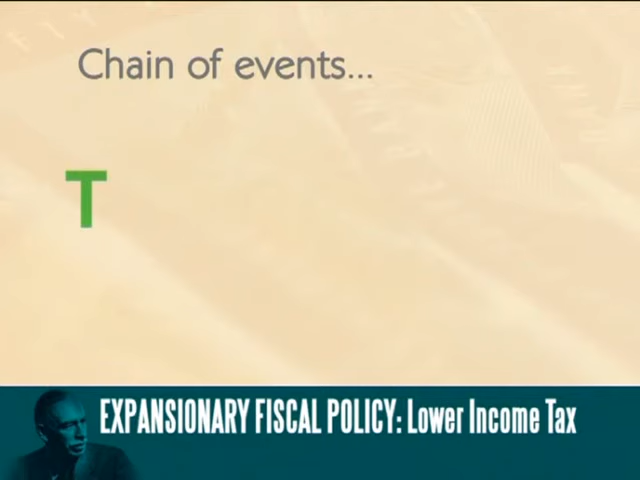 Chain of events...
T
EXPANSIONARY FISCAL POLICY: Lower Income Tax